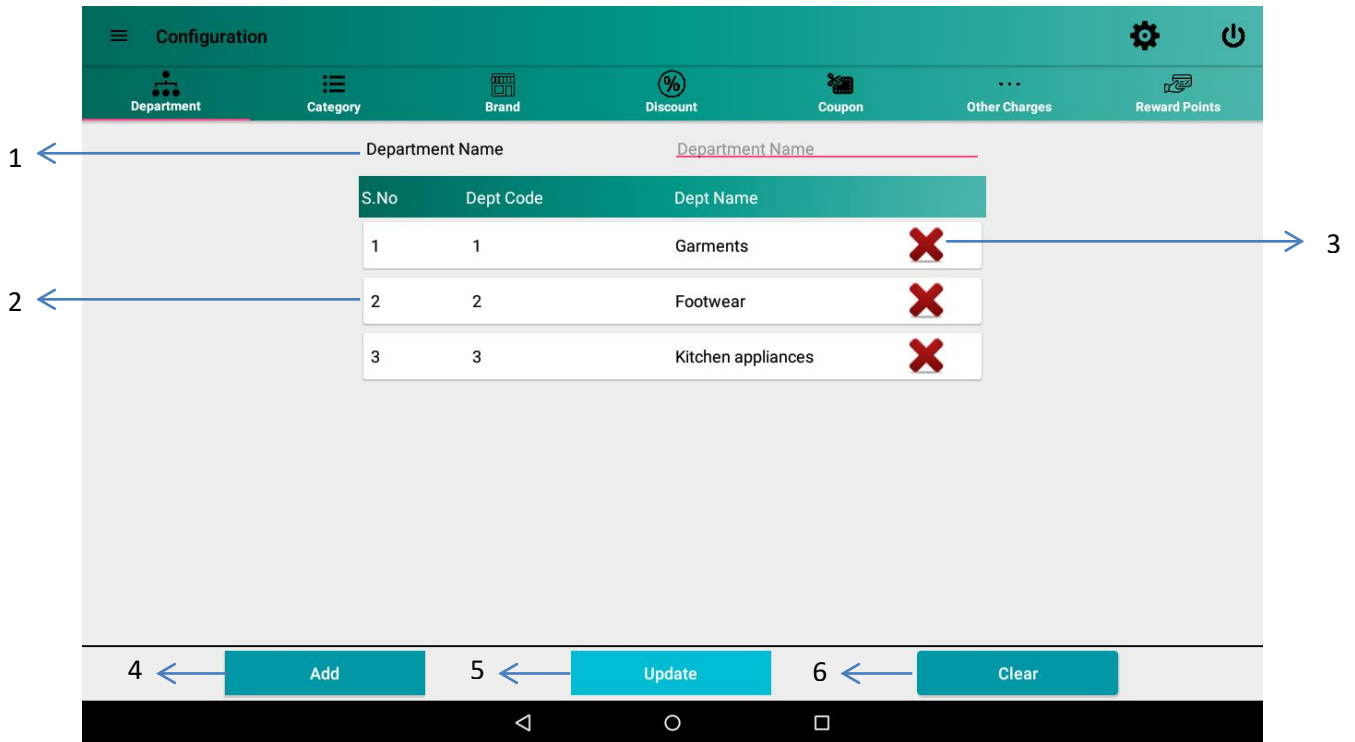 Configuration
Department Category Brand Discount Coupon Other Charges Reward Points
1 Department Name Department Name
S.No Dept Code Dept Name
1 1 Garments 3
2 2 2 Footwear
3 3 Kitchen appliances
4 Add 5 Update 6 Clear